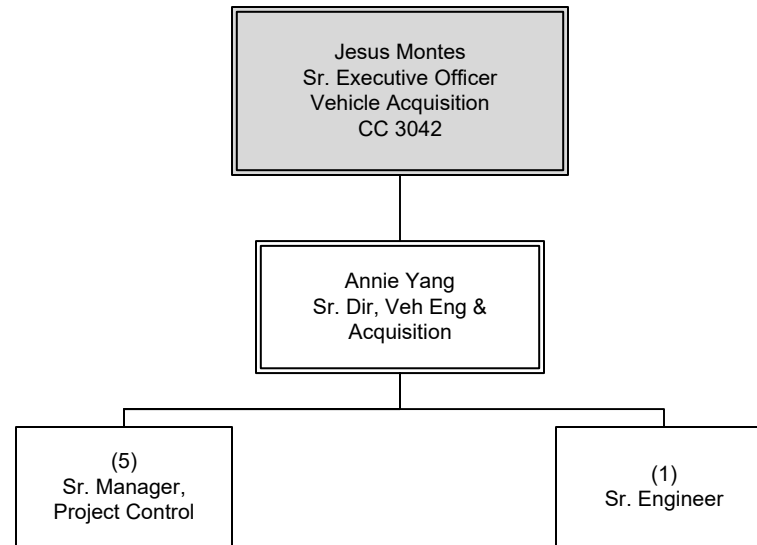 Jesus Montes
Sr. Executive Officer
Vehicle Acquisition
CC 3042
Annie Yang
Sr. Dir, Veh Eng &
Acquisition
(5)
Sr. Manager,
Project Control
(1)
Sr. Engineer